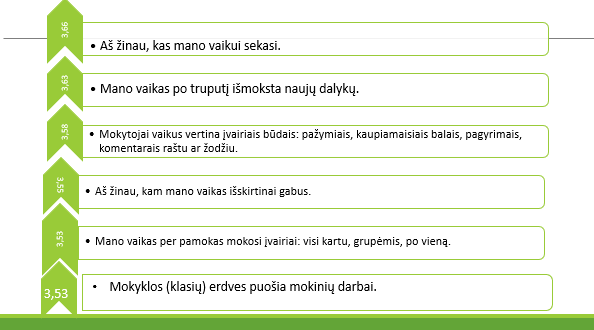 3,66
• Aš žinau, kas mano vaikui sekasi.
3,63
• Mano vaikas po truputį išmoksta naujų dalykų.
3,58
• Mokytojai vaikus vertina įvairiais būdais: pažymiais, kaupiamaisiais balais, pagyrimais,
komentarais raštu ar žodžiu.
3,55
• Aš žinau, kam mano vaikas išskirtinai gabus.
3,53
• Mano vaikas per pamokas mokosi įvairiai: visi kartu, grupėmis, po vieną.
3,53
• Mokyklos (klasių) erdves puošia mokinių darbai.